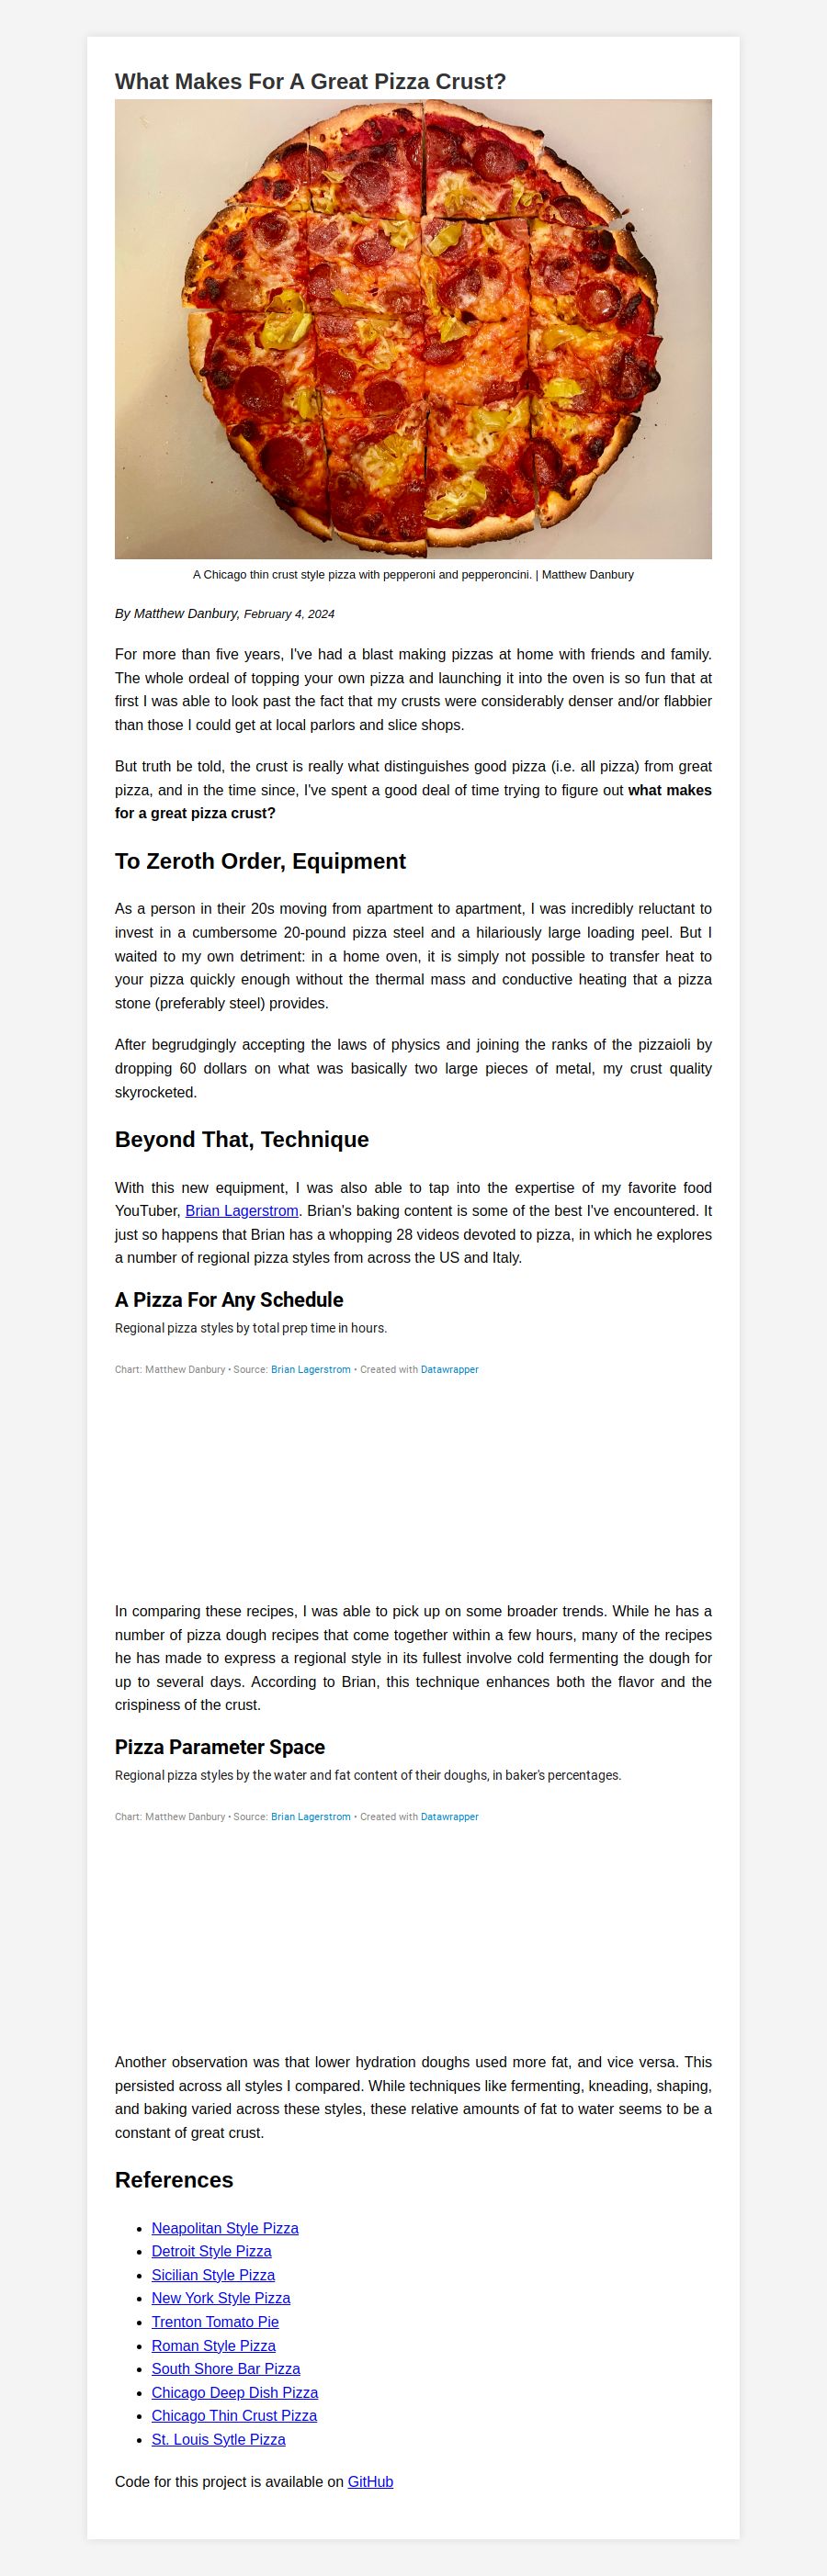 What Makes For A Great Pizza Crust?
A Chicago thin crust style pizza with pepperoni and pepperoncini. | Matthew Danbury
By Matthew Danbury, February 4, 2024
For more than five years, I've had a blast making pizzas at home with friends and family.
The whole ordeal of topping your own pizza and launching it into the oven is so fun that at
first I was able to look past the fact that my crusts were considerably denser and/or flabbier
than those I could get at local parlors and slice shops.
But truth be told, the crust is really what distinguishes good pizza (i.e. all pizza) from great
pizza, and in the time since, I've spent a good deal of time trying to figure out what makes
for a great pizza crust?
To Zeroth Order, Equipment
As a person in their 20s moving from apartment to apartment, I was incredibly reluctant to
invest in a cumbersome 20-pound pizza steel and a hilariously large loading peel. But I
waited to my own detriment: in a home oven, it is simply not possible to transfer heat to
your pizza quickly enough without the thermal mass and conductive heating that a pizza
stone (preferably steel) provides.
After begrudgingly accepting the laws of physics and joining the ranks of the pizzaioli by
dropping 60 dollars on what was basically two large pieces of metal, my crust quality
skyrocketed.
Beyond That, Technique
With this new equipment, I was also able to tap into the expertise of my favorite food
YouTuber, Brian Lagerstrom. Brian's baking content is some of the best I've encountered. It
just so happens that Brian has a whopping 28 videos devoted to pizza, in which he explores
a number of regional pizza styles from across the US and Italy.
A Pizza For Any Schedule
Regional pizza styles by total prep time in hours.
Chart: Matthew Danbury • Source: Brian Lagerstrom • Created with Datawrapper
In comparing these recipes, I was able to pick up on some broader trends. While he has a
number of pizza dough recipes that come together within a few hours, many of the recipes
he has made to express a regional style in its fullest involve cold fermenting the dough for
up to several days. According to Brian, this technique enhances both the flavor and the
crispiness of the crust.
Pizza Parameter Space
Regional pizza styles by the water and fat content of their doughs, in baker's percentages.
Chart: Matthew Danbury • Source: Brian Lagerstrom • Created with Datawrapper
Another observation was that lower hydration doughs used more fat, and vice versa. This
persisted across all styles I compared. While techniques like fermenting, kneading, shaping,
and baking varied across these styles, these relative amounts of fat to water seems to be a
constant of great crust.
References
• Neapolitan Style Pizza
• Detroit Style Pizza
• Sicilian Style Pizza
• New York Style Pizza
• Trenton Tomato Pie
• Roman Style Pizza
• South Shore Bar Pizza
• Chicago Deep Dish Pizza
• Chicago Thin Crust Pizza
• St. Louis Sytle Pizza
Code for this project is available on GitHub